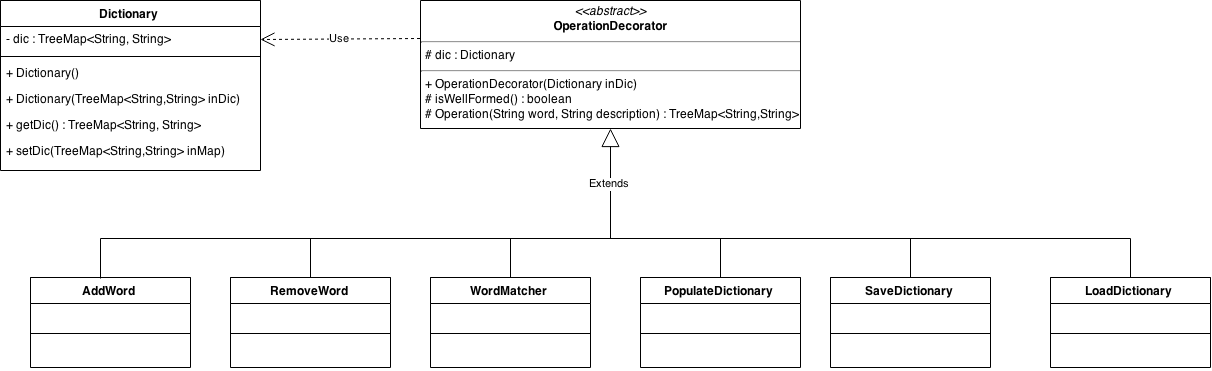 Dictionary
- dic : TreeMap<String, String>
+ Dictionary()
+ Dictionary(TreeMap<String,String> inDic)
+ getDic() : TreeMap<String, String>
+ setDic(TreeMap<String,String> inMap)
Use
<<abstract>>
OperationDecorator
# dic : Dictionary
+ OperationDecorator(Dictionary inDic)
# isWellFormed() : boolean
# Operation(String word, String description) : TreeMap<String,String>
Extends
AddWord
RemoveWord
WordMatcher
PopulateDictionary
SaveDictionary
LoadDictionary